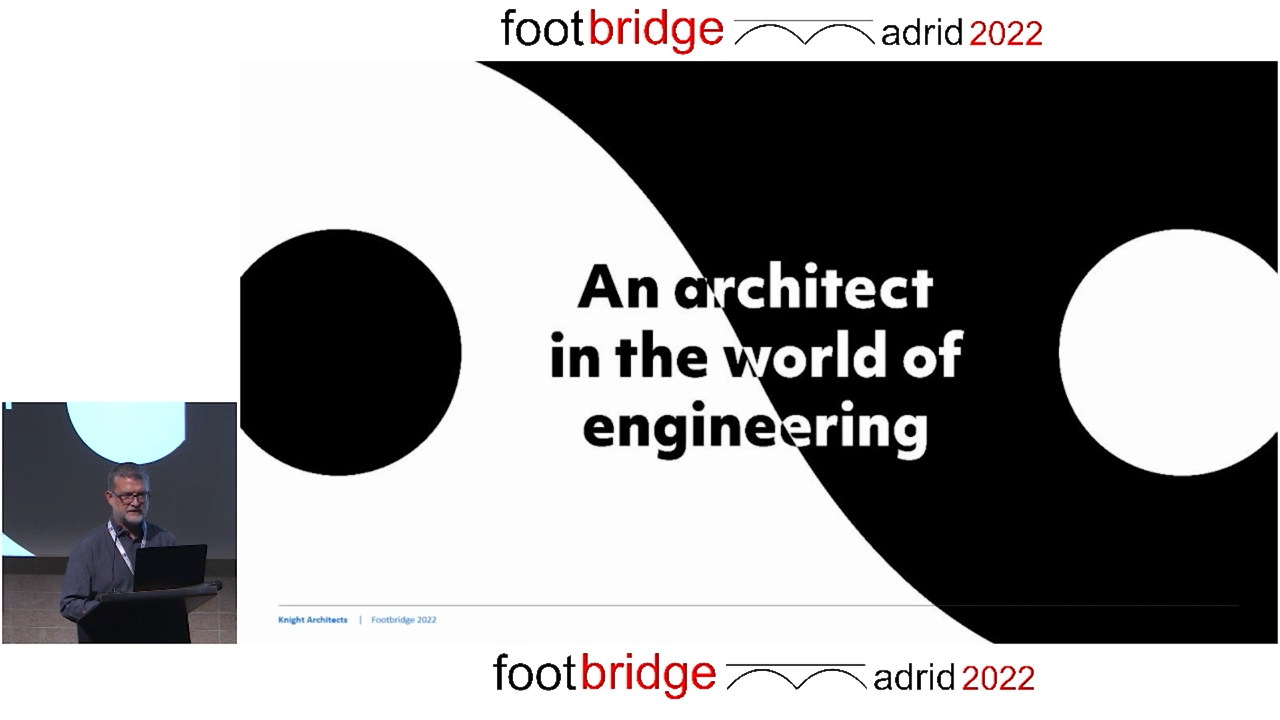 footbridge adrid 2022
An architect
in the world of
engineering
Knight Architects | Footbridge 2022
footbridge adrid 2022